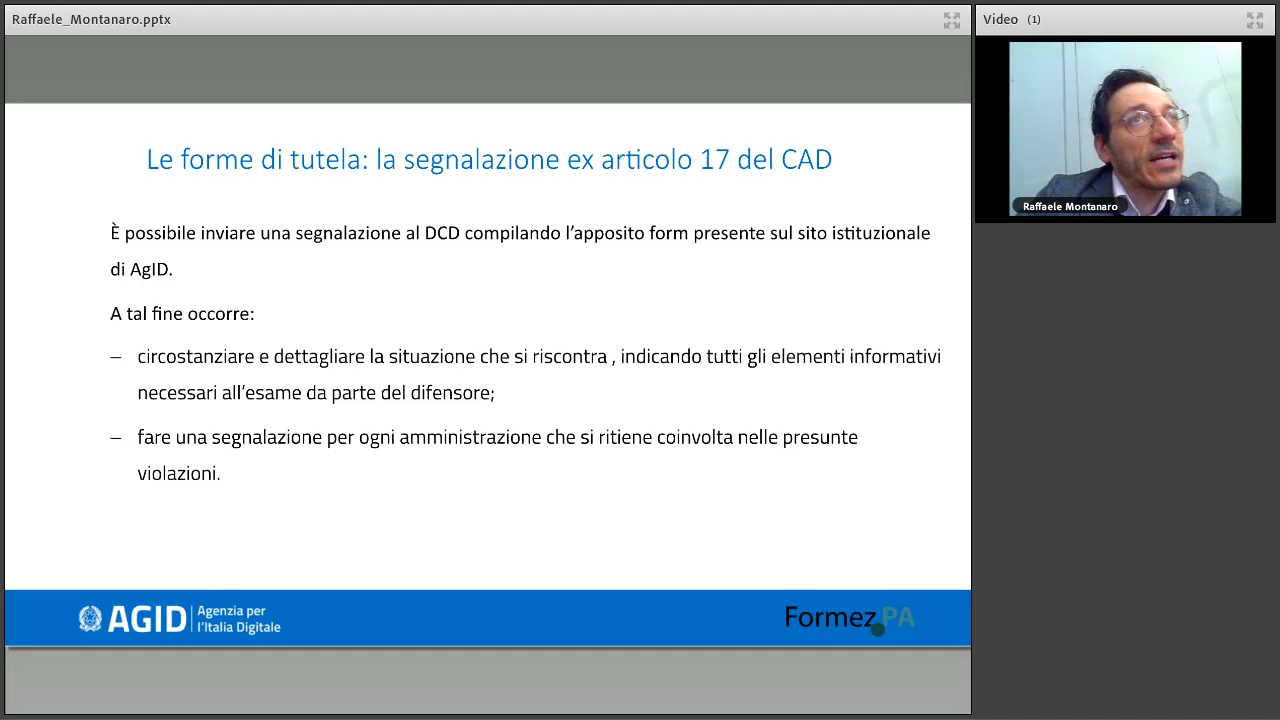 Raffaele_Montanaro.pptx
Video (1)
Raffaele Montanaro
Le forme di tutela: la segnalazione ex articolo 17 del CAD
È possibile inviare una segnalazione al DCD compilando l’apposito form presente sul sito istituzionale
di AgID.
A tal fine occorre:
– circostanziare e dettagliare la situazione che si riscontra , indicando tutti gli elementi informativi
necessari all’esame da parte del difensore;
– fare una segnalazione per ogni amministrazione che si ritiene coinvolta nelle presunte
violazioni.
AGID
Agenzia per
l’Italia Digitale
Formez PA